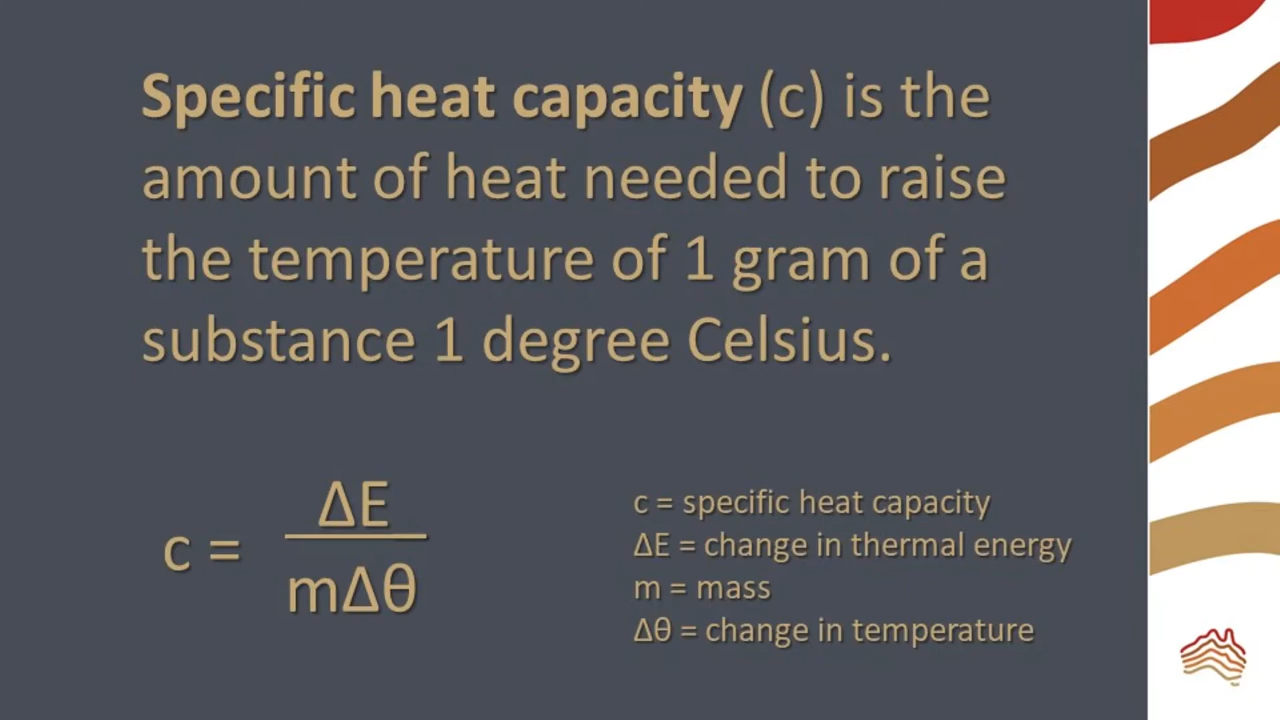 Specific heat capacity (c) is the
amount of heat needed to raise
the temperature of 1 gram of a
substance 1 degree Celsius.
c = ΔE
mΔθ
c = specific heat capacity
ΔE = change in thermal energy
m = mass
Δθ = change in temperature